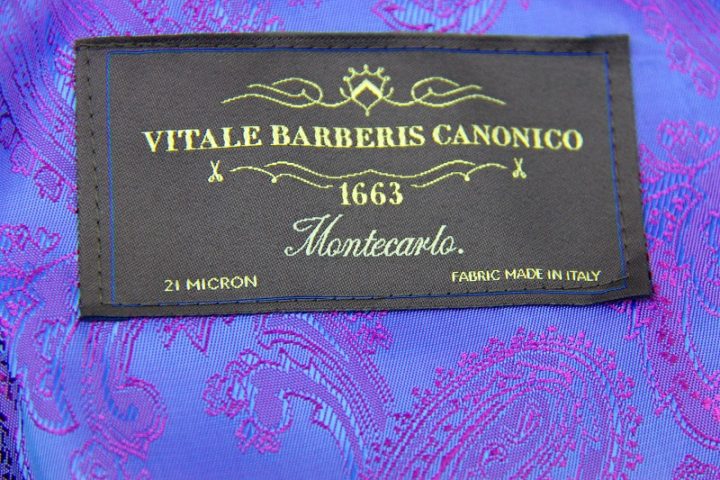 VITALE BARBERIS CANONICO
1663
Montecarlo.
21 MICRON
FABRIC MADE IN ITALY